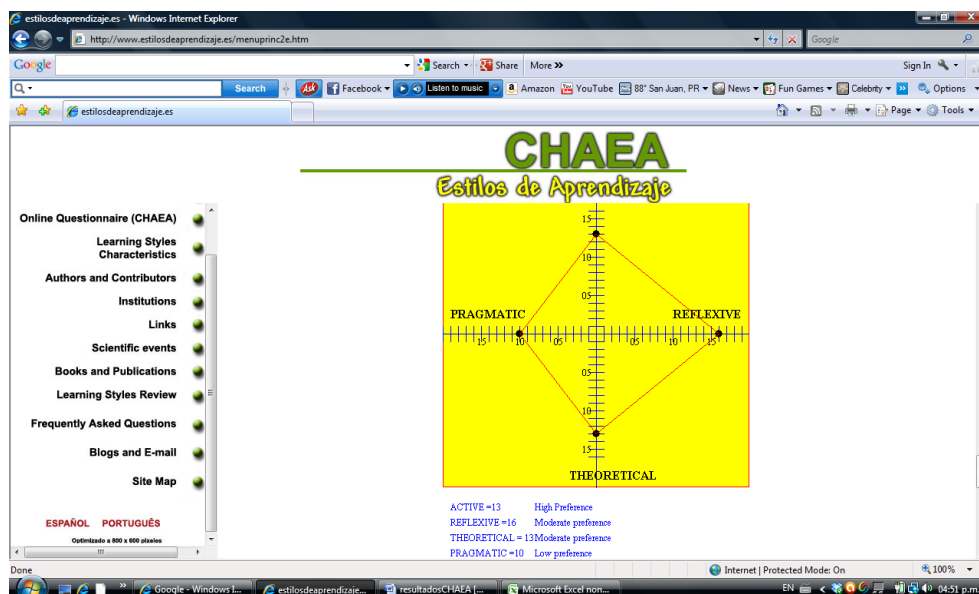 estilosdeaprendizaje.es - Windows Internet Explorer
http://www.estilosdeaprendizaje.es/menuprinc2e.htm
Google
Google Search Share More >> Sign In
Search Ask Facebook Listen to music Amazon YouTube 88° San Juan, PR News Fun Games Celebrity Options
estilosdeaprendizaje.es Page Tools
CHAEA
Estilos de Aprendizaje
Online Questionnaire (CHAEA)
Learning Styles
Characteristics
Authors and Contributors
Institutions
Links
Scientific events
Books and Publications
Learning Styles Review
Frequently Asked Questions
Blogs and E-mail
Site Map
ESPAÑOL PORTUGUÊS
Optimizado a 800 x 600 pixeles
15
10
05
PRAGMATIC REFLEXIVE
15 10 05 05 10 15
05
10
15
THEORETICAL
ACTIVE =13 High Preference
REFLEXIVE =16 Moderate preference
THEORETICAL = 13 Moderate preference
PRAGMATIC =10 Low preference
Done Internet | Protected Mode: On 100%
Google - Windows I... estilosdeaprendizaje... resultadosCHAEA [... Microsoft Excel non... EN 04:51 p.m.